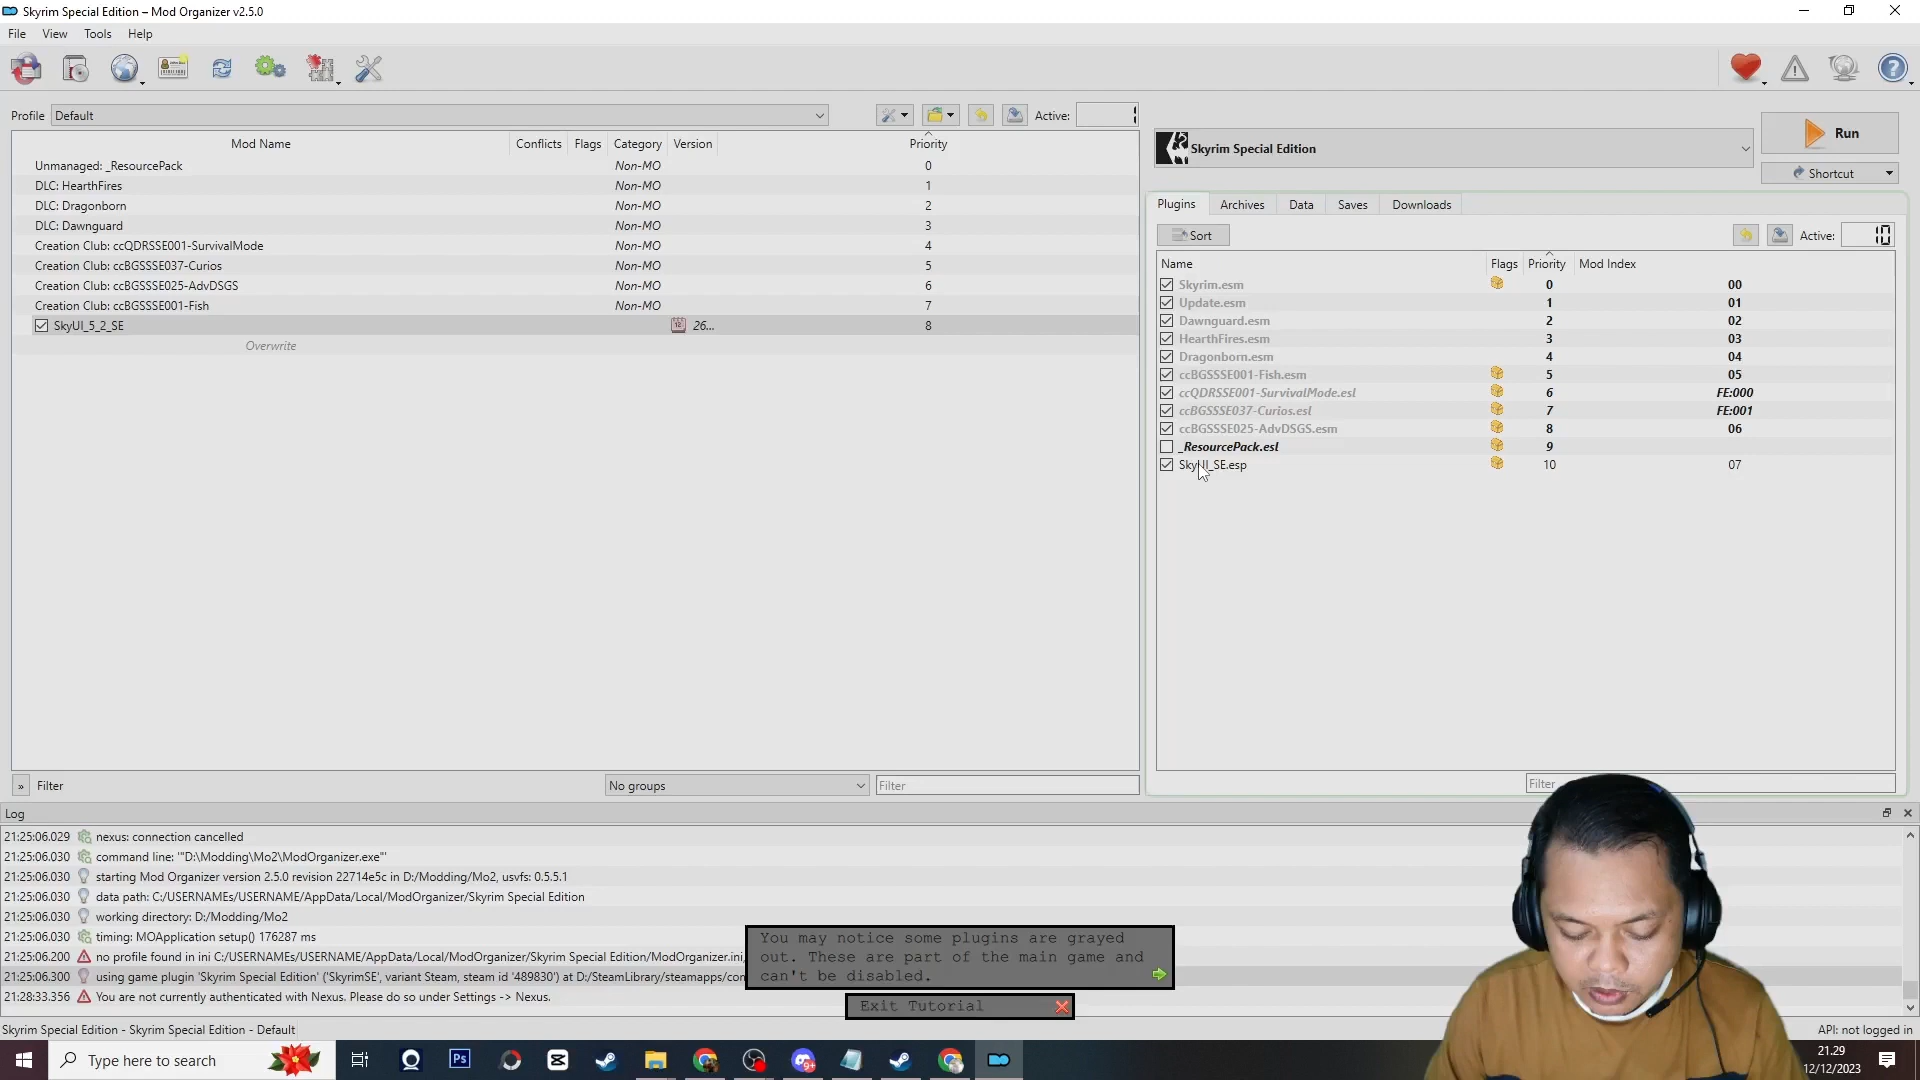 Skyrim Special Edition – Mod Organizer v2.5.0
File View Tools Help
Profile Default Active: 1
Mod Name Conflicts Flags Category Version Priority
Unmanaged: _ResourcePack Non-MO 0
DLC: HearthFires Non-MO 1
DLC: Dragonborn Non-MO 2
DLC: Dawnguard Non-MO 3
Creation Club: ccQDRSSE001-SurvivalMode Non-MO 4
Creation Club: ccBGSSSE037-Curios Non-MO 5
Creation Club: ccBGSSSE025-AdvDSGS Non-MO 6
Creation Club: ccBGSSSE001-Fish Non-MO 7
SkyUI_5_2_SE 26... 8
Overwrite
» Filter No groups Filter
Skyrim Special Edition
Run
Shortcut
Plugins Archives Data Saves Downloads
Sort Active: 10
Name Flags Priority Mod Index
Skyrim.esm 0 00
Update.esm 1 01
Dawnguard.esm 2 02
HearthFires.esm 3 03
Dragonborn.esm 4 04
ccBGSSSE001-Fish.esm 5 05
ccQDRSSE001-SurvivalMode.esl 6 FE:000
ccBGSSSE037-Curios.esl 7 FE:001
ccBGSSSE025-AdvDSGS.esm 8 06
_ResourcePack.esl 9
SkyUI_SE.esp 10 07
Filter
Log
21:25:06.029 nexus: connection cancelled
21:25:06.030 command line: '"D:\Modding\Mo2\ModOrganizer.exe"'
21:25:06.030 starting Mod Organizer version 2.5.0 revision 22714e5c in D:/Modding/Mo2, usvfs: 0.5.5.1
21:25:06.030 data path: C:/USERNAMEs/USERNAME/AppData/Local/ModOrganizer/Skyrim Special Edition
21:25:06.030 working directory: D:/Modding/Mo2
21:25:06.030 timing: MOApplication setup() 176287 ms
21:25:06.200 no profile found in ini C:/USERNAMEs/USERNAME/AppData/Local/ModOrganizer/Skyrim Special Edition/ModOrganizer.ini,
21:25:06.300 using game plugin 'Skyrim Special Edition' ('SkyrimSE', variant Steam, steam id '489830') at D:/SteamLibrary/steamapps/con
21:28:33.356 You are not currently authenticated with Nexus. Please do so under Settings -> Nexus.
You may notice some plugins are grayed
out. These are part of the main game and
can't be disabled.
Exit Tutorial
Skyrim Special Edition - Skyrim Special Edition - Default API: not logged in
Type here to search
Ps
9+
21.29
12/12/2023